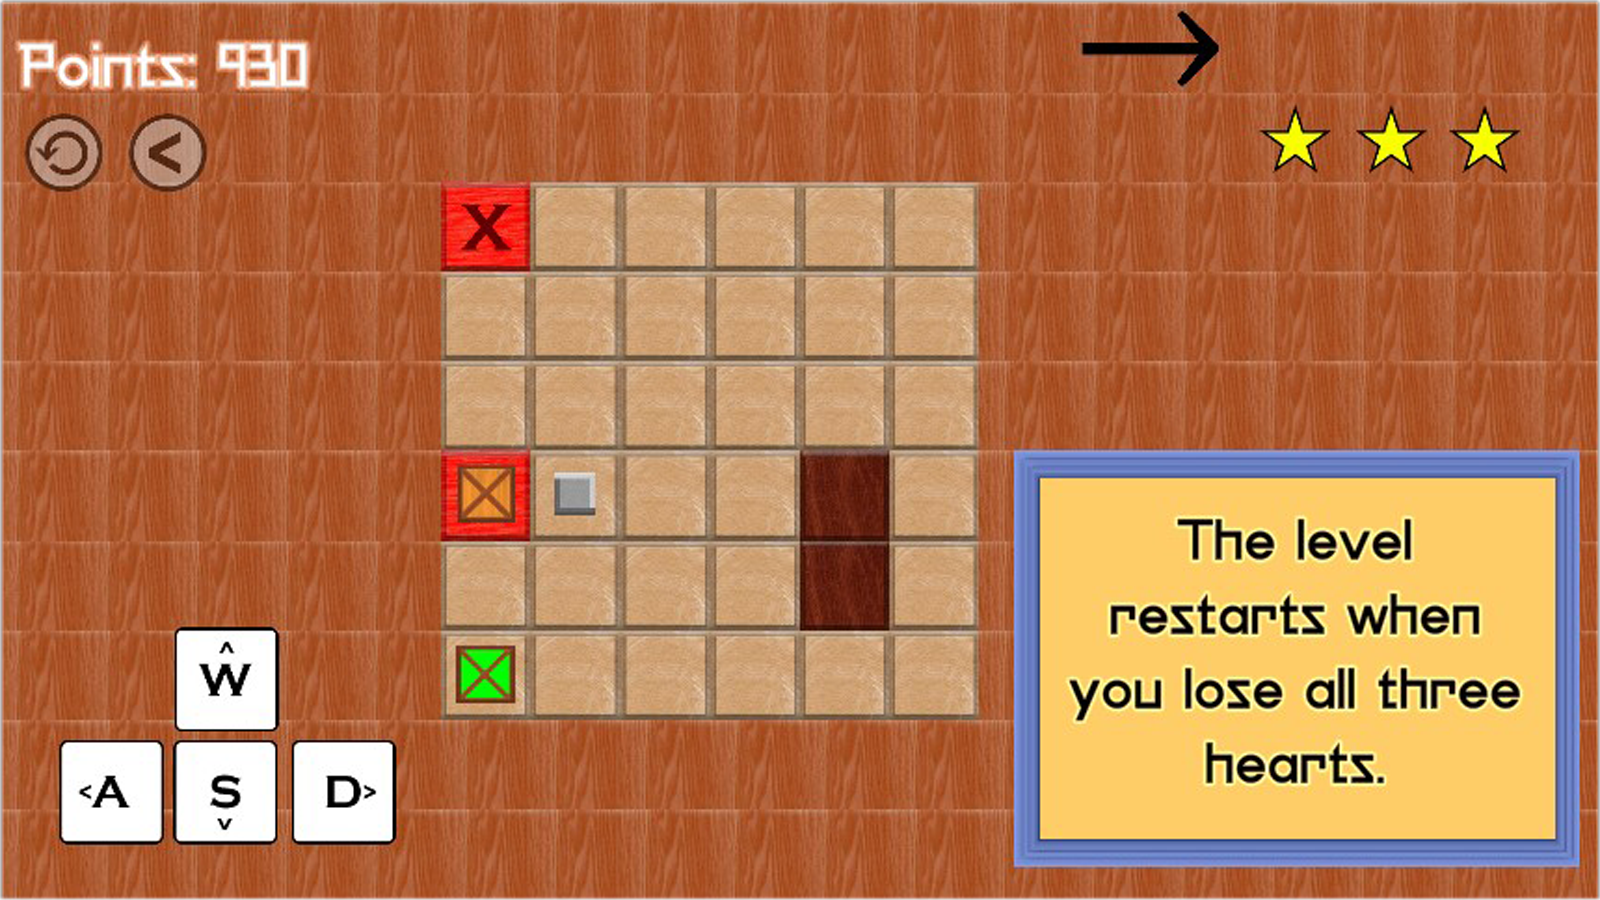 Points: 930
<
X
^
W
<A
S
v
D>
The level
restarts when
you lose all three
hearts.